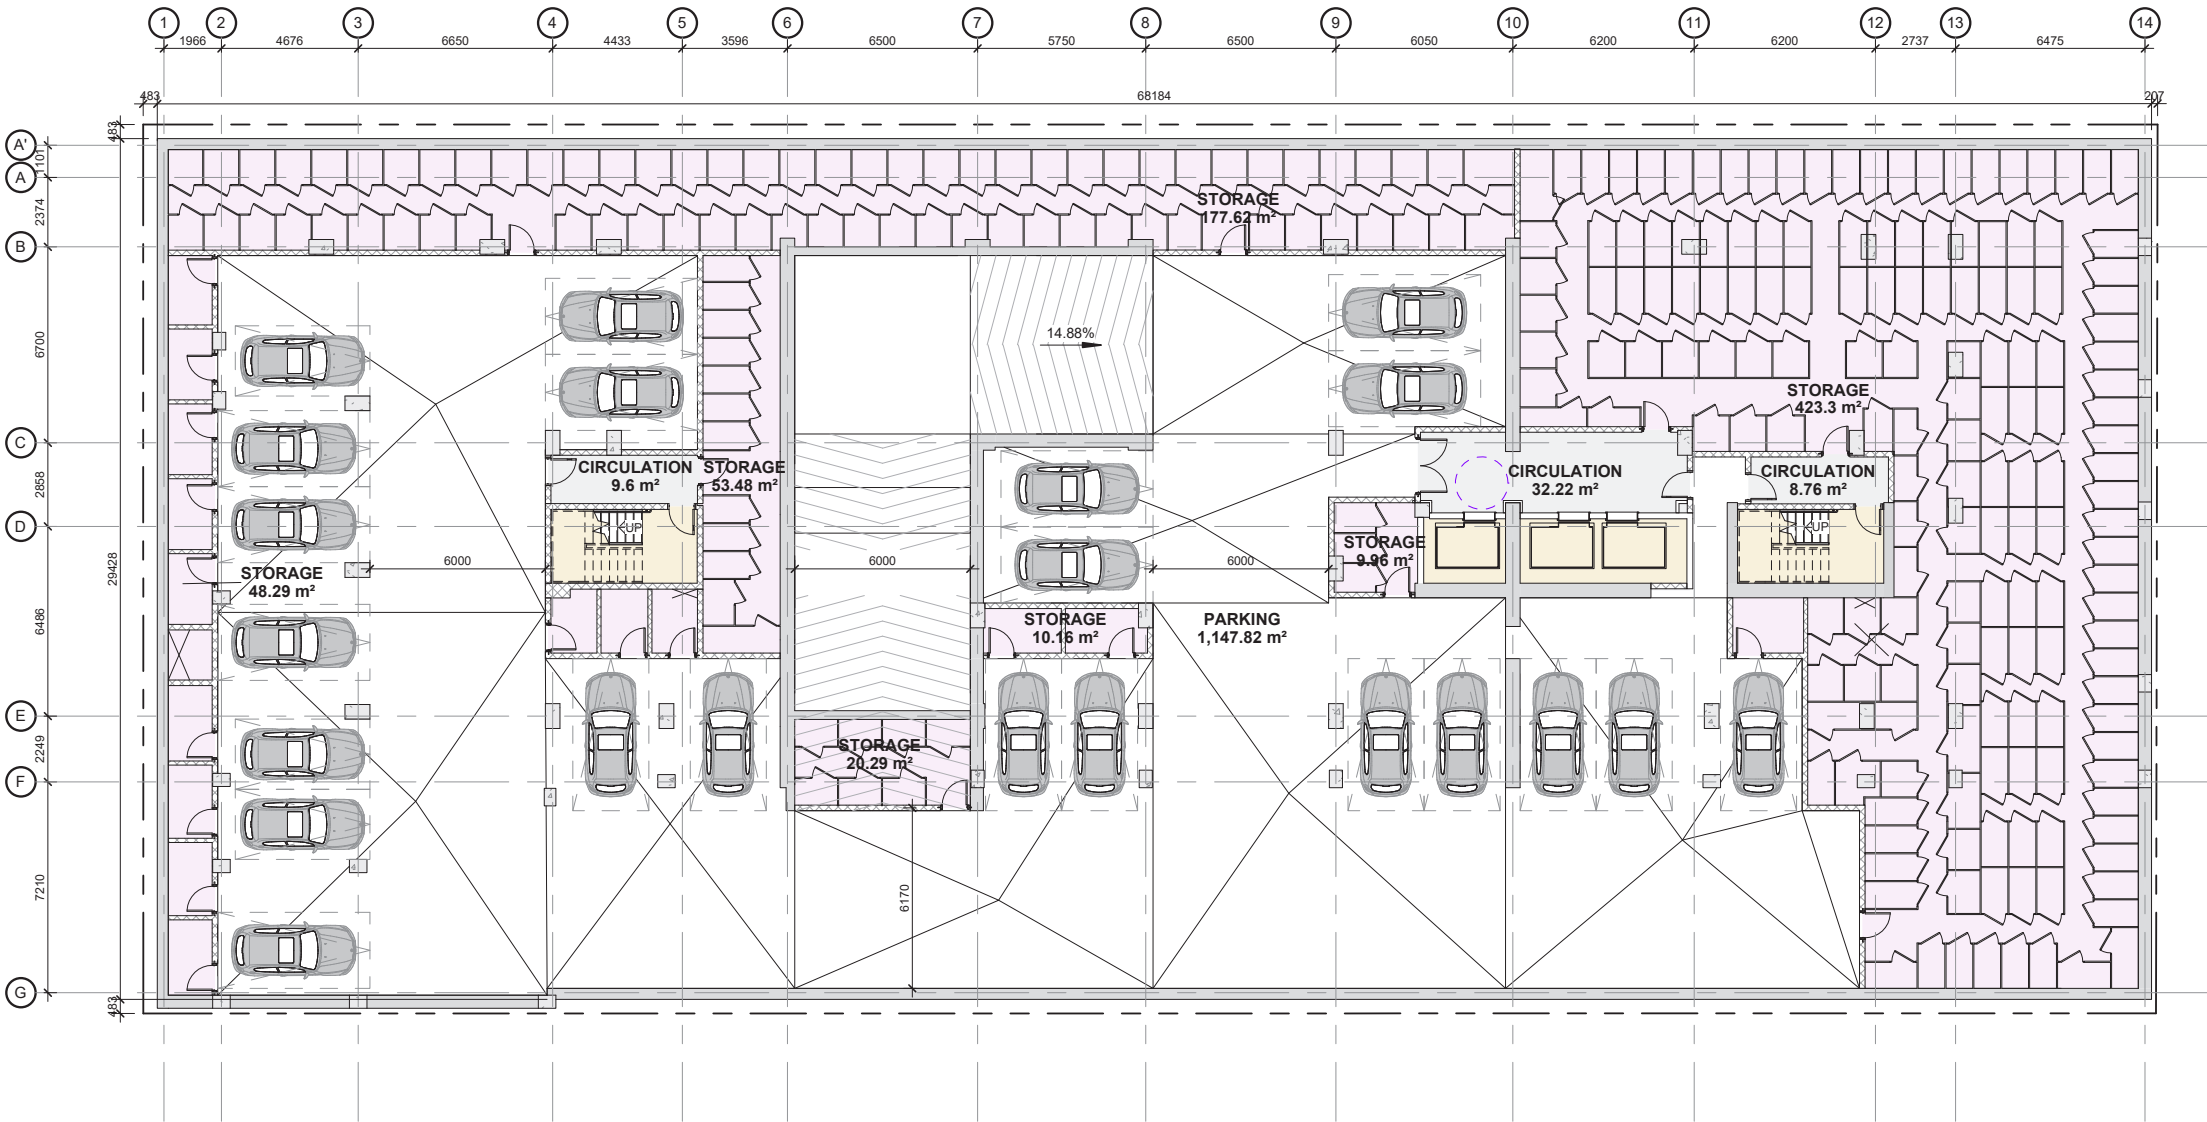 1 2 3 4 5 6 7 8 9 10 11 12 13 14
1966 4676 6650 4433 3596 6500 5750 6500 6050 6200 6200 2737 6475
483 68184 207
483
A'
1101
A
2374
B
6700
C
2858
D
29428
6486
E
2249
F
7210
G
483
STORAGE
177.62 m²
14.88%
STORAGE
423.3 m²
CIRCULATION
9.6 m²
STORAGE
53.48 m²
CIRCULATION
32.22 m²
CIRCULATION
8.76 m²
UP
UP
STORAGE
9.96 m²
6000
6000
6000
STORAGE
48.29 m²
STORAGE
10.16 m²
PARKING
1,147.82 m²
STORAGE
20.29 m²
6170